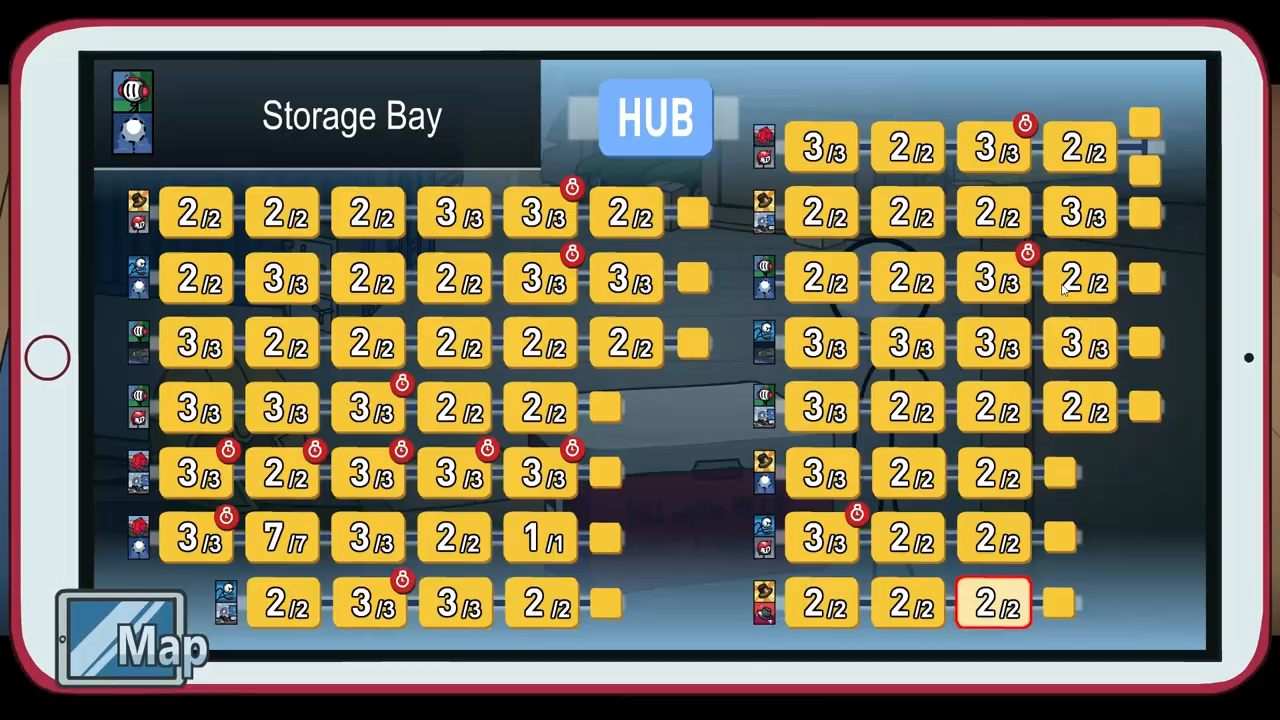 Storage Bay
HUB
3/3 2/2 3/3 2/2
2/2 2/2 2/2 3/3 3/3 2/2
2/2 2/2 2/2 3/3
2/2 3/3 2/2 2/2 3/3 3/3
2/2 2/2 3/3 2/2
3/3 2/2 2/2 2/2 2/2 2/2
3/3 3/3 3/3 3/3
3/3 3/3 3/3 2/2 2/2
3/3 2/2 2/2 2/2
3/3 2/2 3/3 3/3 3/3
3/3 2/2 2/2
3/3 7/7 3/3 2/2 1/1
3/3 2/2 2/2
2/2 3/3 3/3 2/2
2/2 2/2 2/2
Map